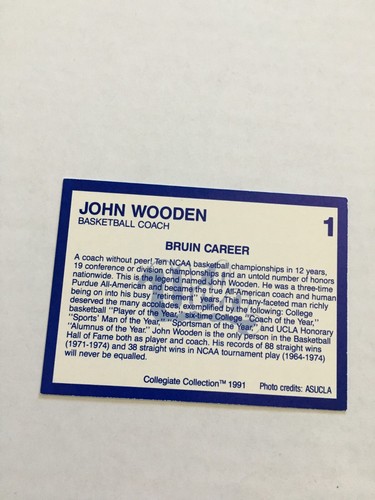 JOHN WOODEN
BASKETBALL COACH
1
BRUIN CAREER
A coach without peer! Ten NCAA basketball championships in 12 years,
19 conference or division championships and an untold number of honors
nationwide. This is the legend named John Wooden. He was a three-time
Purdue All-American and became the true All-American coach and human
being on into his busy "retirement" years. This many-faceted man richly
deserved the many accolades, exemplified by the following: College
basketball "Player of the Year," six-time College "Coach of the Year,"
"Sports' Man of the Year," "Sportsman of the Year," and UCLA Honorary
"Alumnus of the Year." John Wooden is the only person in the Basketball
Hall of Fame both as player and coach. His records of 88 straight wins
(1971-1974) and 38 straight wins in NCAA tournament play (1964-1974)
will never be equalled.
Collegiate Collection™ 1991 Photo credits: ASUCLA